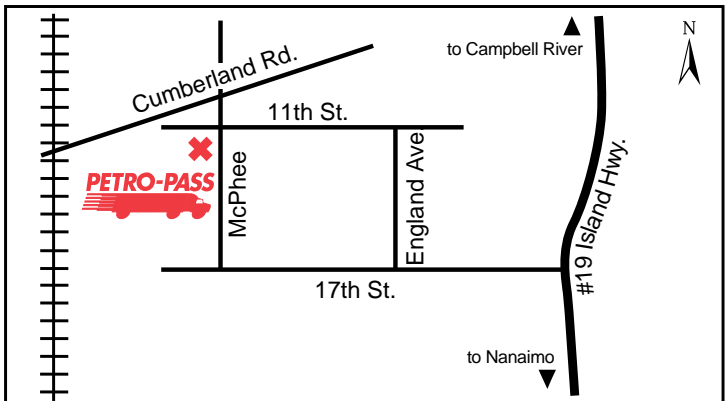 N
to Campbell River
Cumberland Rd.
11th St.
PETRO-PASS
McPhee
England Ave.
#19 Island Hwy.
17th St.
to Nanaimo